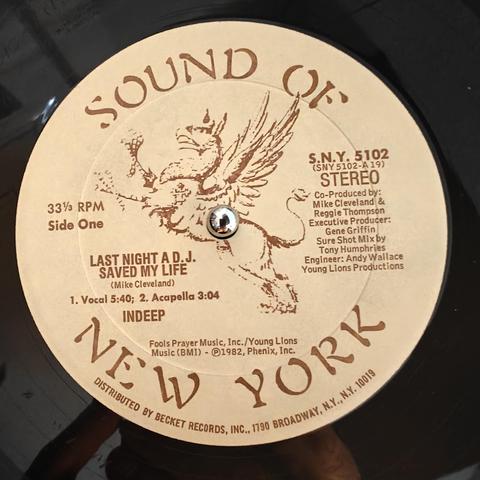 SOUND OF
S.N.Y. 5102
(SNY 5102-A 19)
STEREO
33⅓ RPM
Side One
Co-Produced by:
Mike Cleveland &
Reggie Thompson
Executive Producer:
Gene Griffin
Sure Shot Mix by
Tony Humphries
Engineer: Andy Wallace
Young Lions Productions
LAST NIGHT A D.J.
SAVED MY LIFE
(Mike Cleveland)
1. Vocal 5:40; 2. Acapella 3:04
INDEEP
Fools Prayer Music, Inc./Young Lions
Music (BMI) - ℗1982, Phenix, Inc.
NEW YORK
DISTRIBUTED BY BECKET RECORDS, INC., 1790 BROADWAY, N.Y., N.Y. 10019